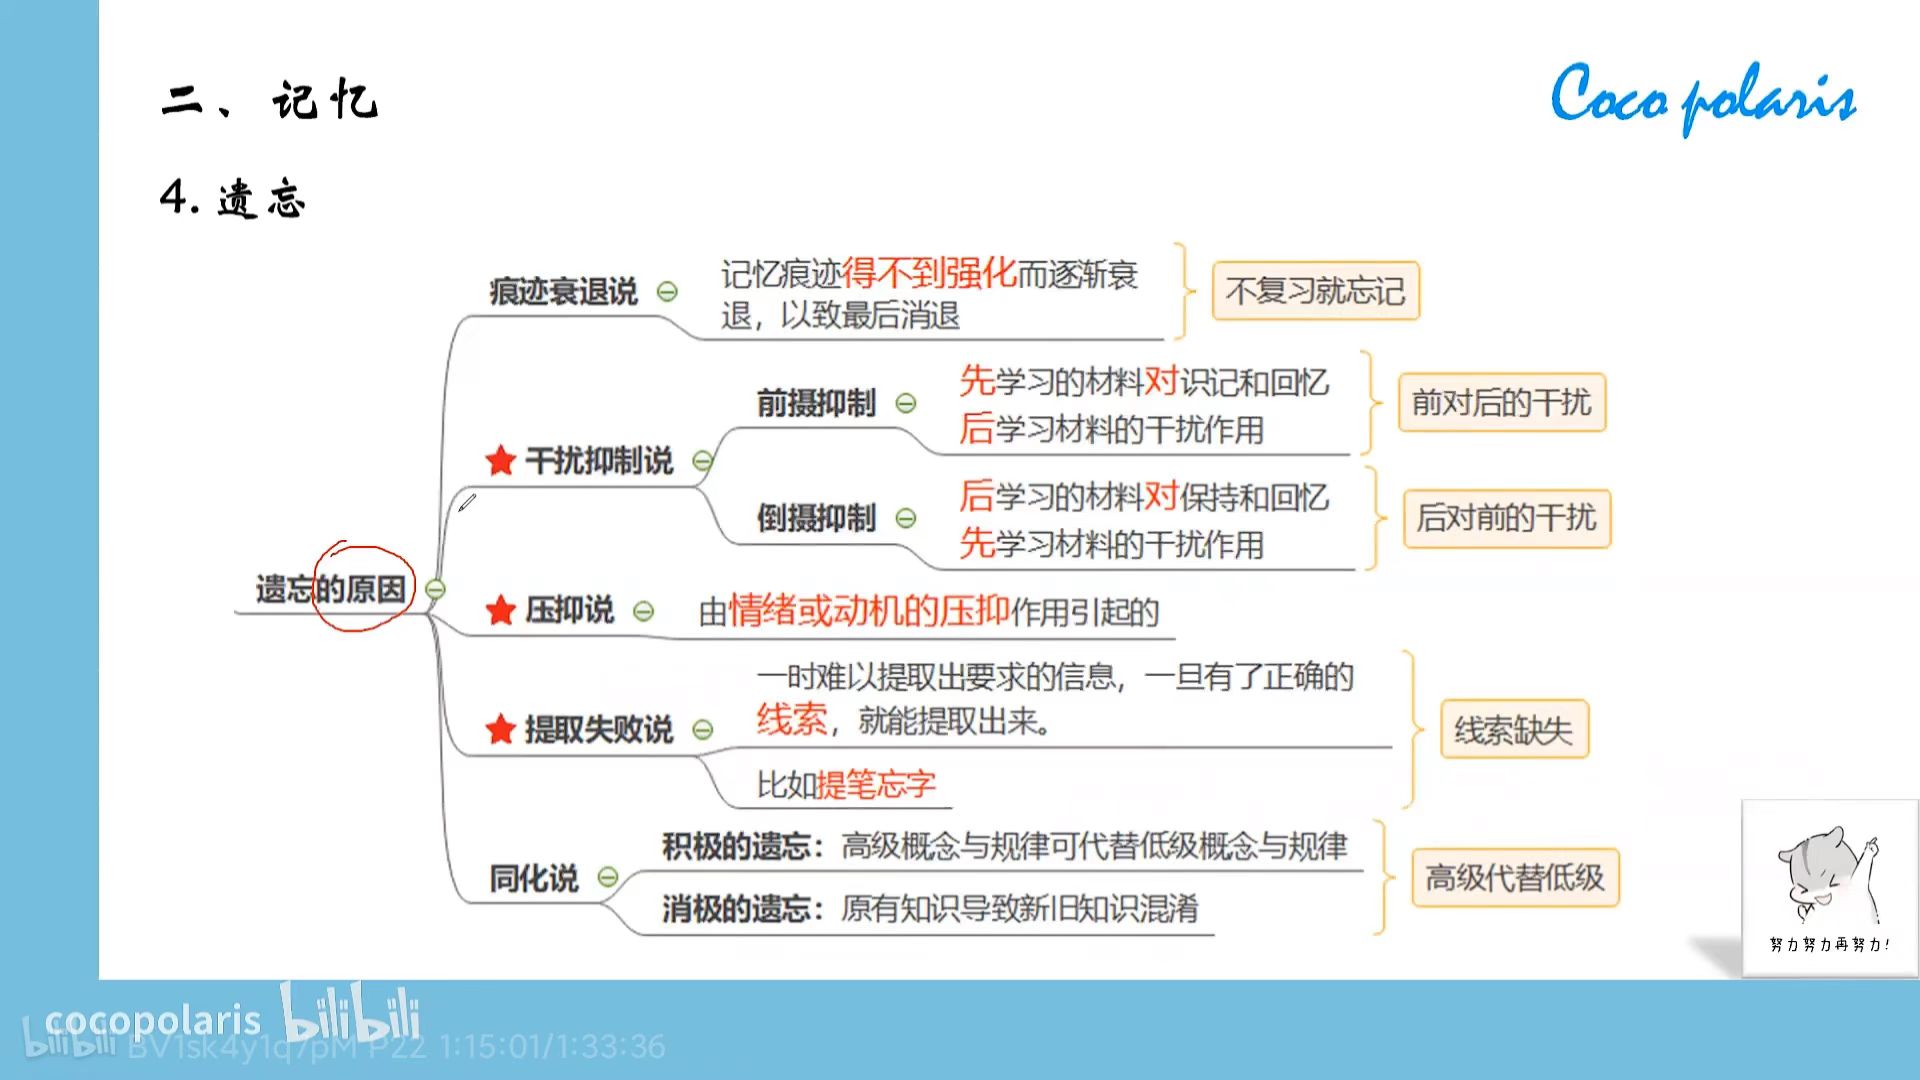 二、记忆
Coco polaris
4. 遗忘
遗忘的原因
痕迹衰退说
记忆痕迹得不到强化而逐渐衰
退，以致最后消退
不复习就忘记
干扰抑制说
前摄抑制
先学习的材料对识记和回忆
后学习材料的干扰作用
前对后的干扰
倒摄抑制
后学习的材料对保持和回忆
先学习材料的干扰作用
后对前的干扰
压抑说
由情绪或动机的压抑作用引起的
提取失败说
一时难以提取出要求的信息，一旦有了正确的
线索，就能提取出来。
比如提笔忘字
线索缺失
同化说
积极的遗忘：高级概念与规律可代替低级概念与规律
消极的遗忘：原有知识导致新旧知识混淆
高级代替低级
努力努力再努力!
cocopolaris bilibili
bilibili BV1sk4y1q7pM P22 1:15:01/1:33:36